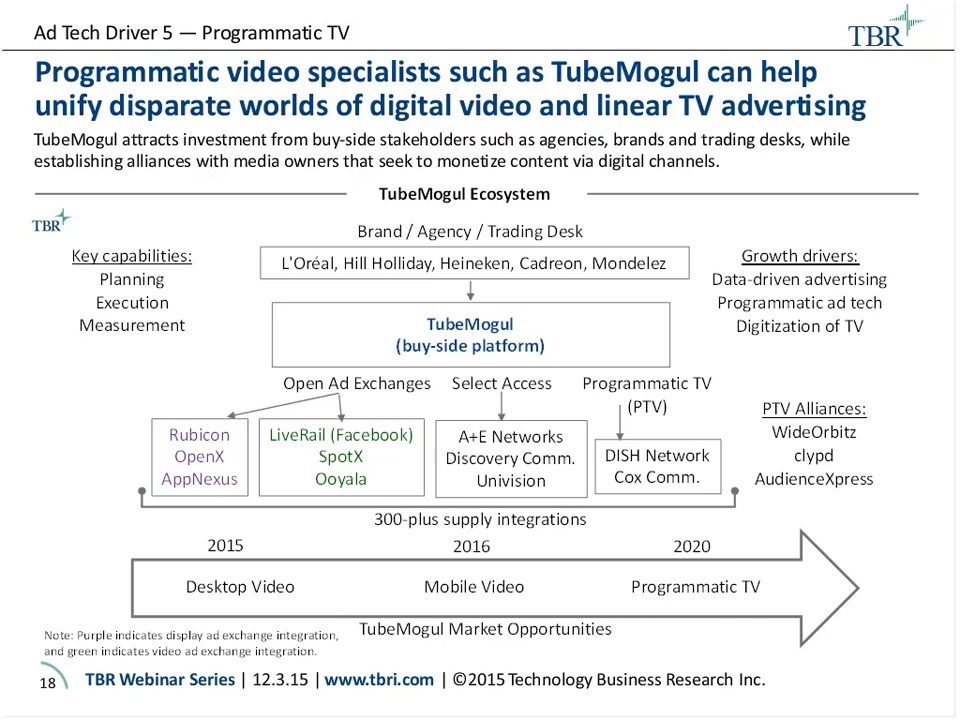 Ad Tech Driver 5 — Programmatic TV
TBR
Programmatic video specialists such as TubeMogul can help
unify disparate worlds of digital video and linear TV advertising
TubeMogul attracts investment from buy-side stakeholders such as agencies, brands and trading desks, while
establishing alliances with media owners that seek to monetize content via digital channels.
TubeMogul Ecosystem
TBR
Brand / Agency / Trading Desk
L'Oréal, Hill Holliday, Heineken, Cadreon, Mondelez
Key capabilities:
Planning
Execution
Measurement
Growth drivers:
Data-driven advertising
Programmatic ad tech
Digitization of TV
TubeMogul
(buy-side platform)
Open Ad Exchanges
Select Access
Programmatic TV
(PTV)
Rubicon
OpenX
AppNexus
LiveRail (Facebook)
SpotX
Ooyala
A+E Networks
Discovery Comm.
Univision
DISH Network
Cox Comm.
PTV Alliances:
WideOrbitz
clypd
AudienceXpress
300-plus supply integrations
2015
2016
2020
Desktop Video
Mobile Video
Programmatic TV
TubeMogul Market Opportunities
Note: Purple indicates display ad exchange integration,
and green indicates video ad exchange integration.
18
TBR Webinar Series | 12.3.15 | www.tbri.com | ©2015 Technology Business Research Inc.